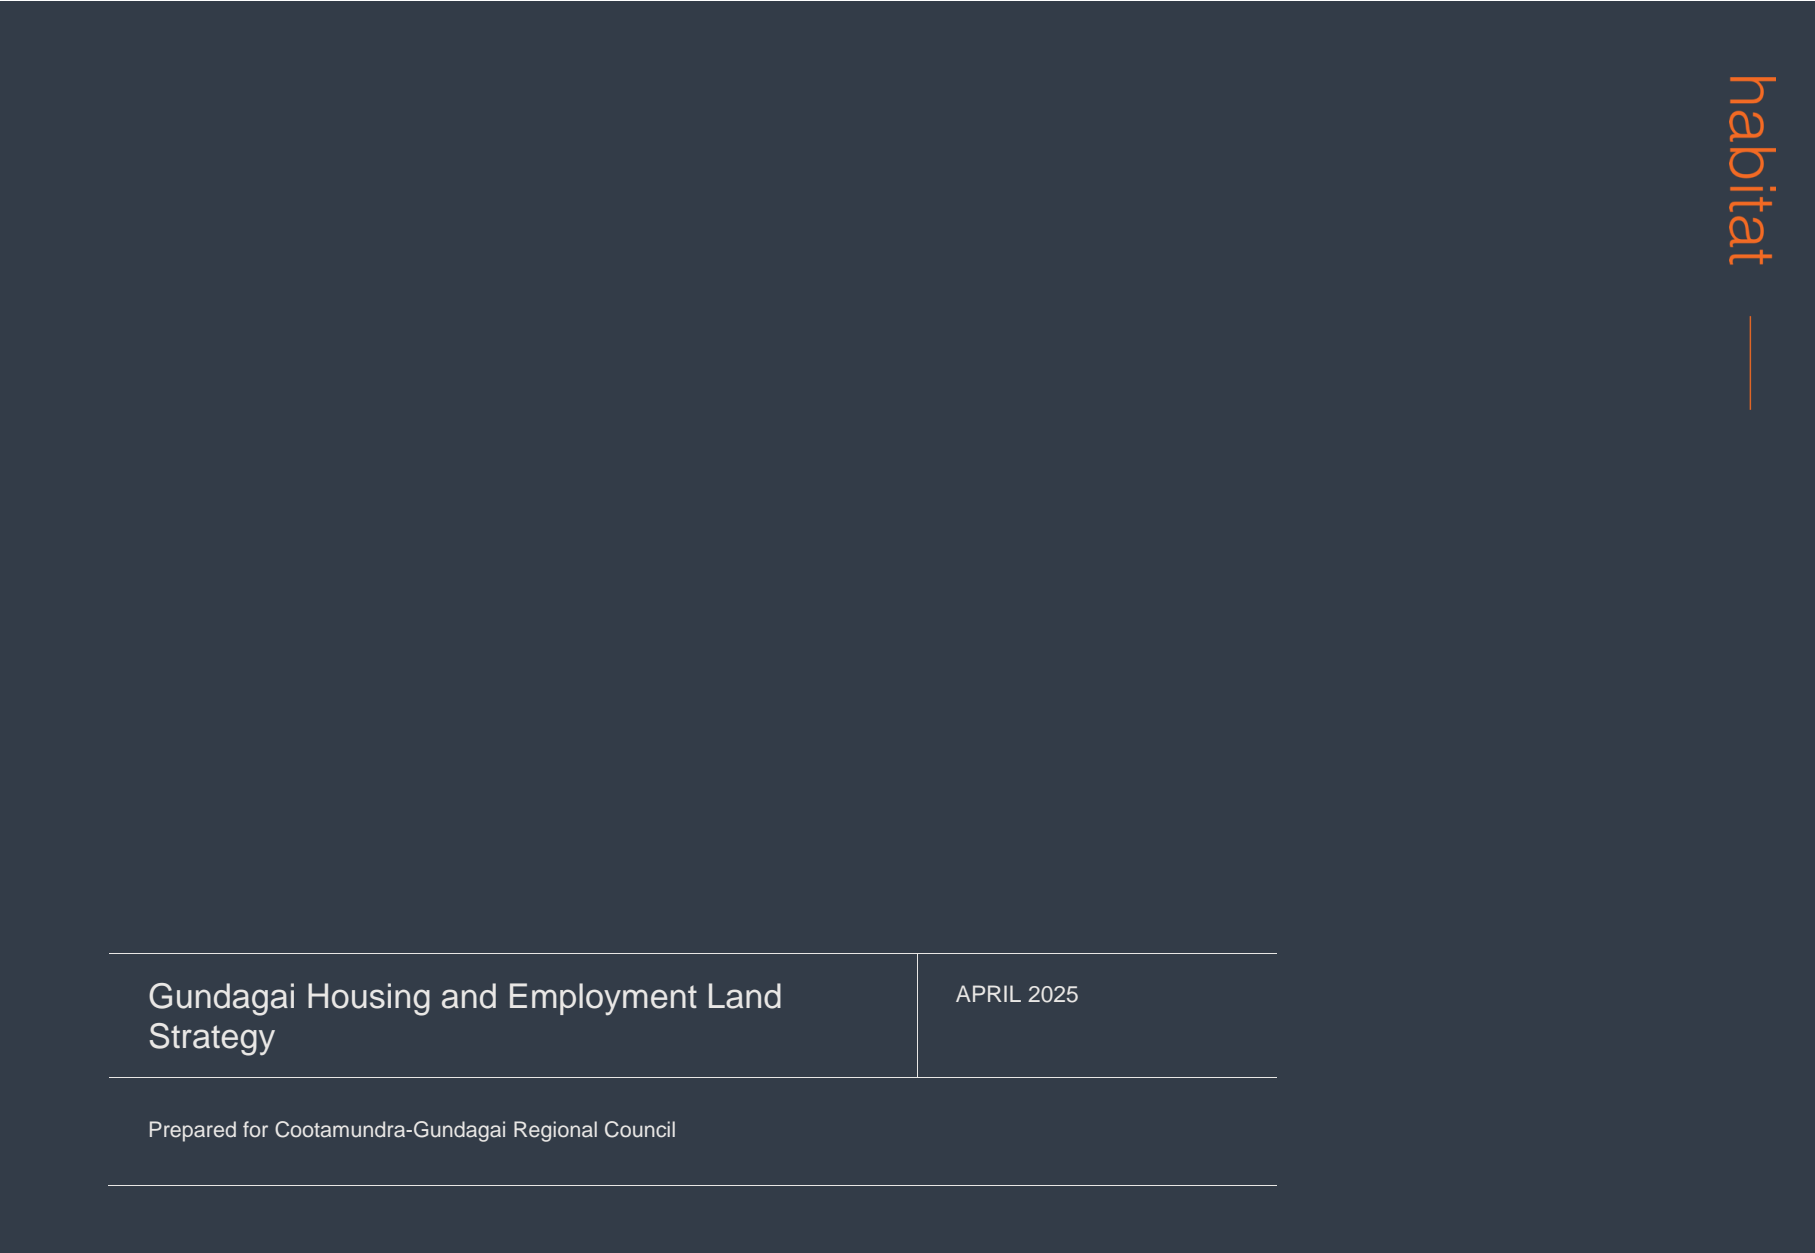 habitat
Gundagai Housing and Employment Land
Strategy
APRIL 2025
Prepared for Cootamundra-Gundagai Regional Council